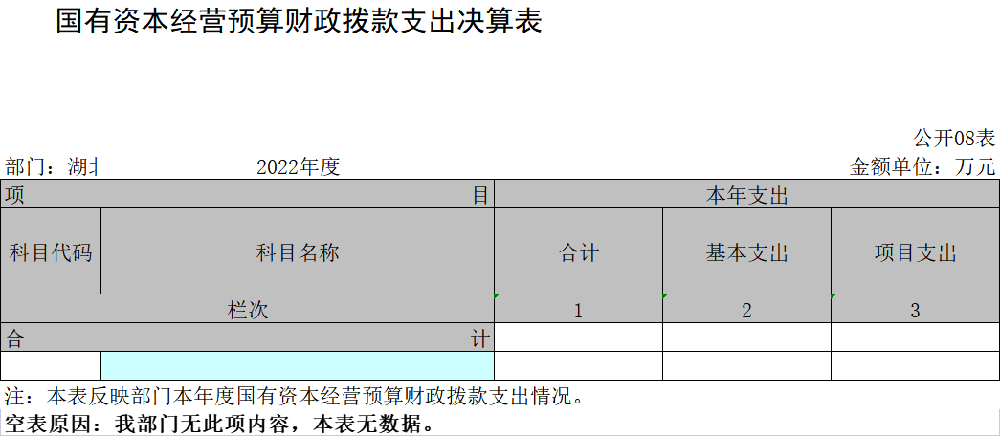 国有资本经营预算财政拨款支出决算表
公开08表
部门：湖北 2022年度 金额单位：万元
项 目 本年支出
科目代码 科目名称 合计 基本支出 项目支出
栏次 1 2 3
合 计
注：本表反映部门本年度国有资本经营预算财政拨款支出情况。
空表原因：我部门无此项内容，本表无数据。